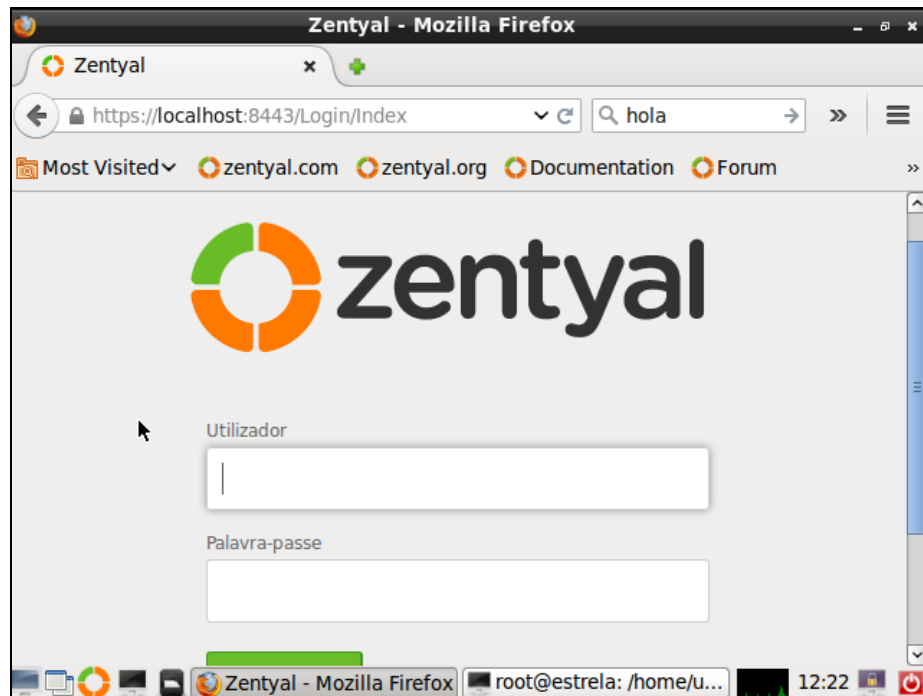 Zentyal - Mozilla Firefox
Zentyal
https://localhost:8443/Login/Index
hola
Most Visited
zentyal.com
zentyal.org
Documentation
Forum
zentyal
Utilizador
Palavra-passe
Zentyal - Mozilla Firefox
root@estrela: /home/u...
12:22